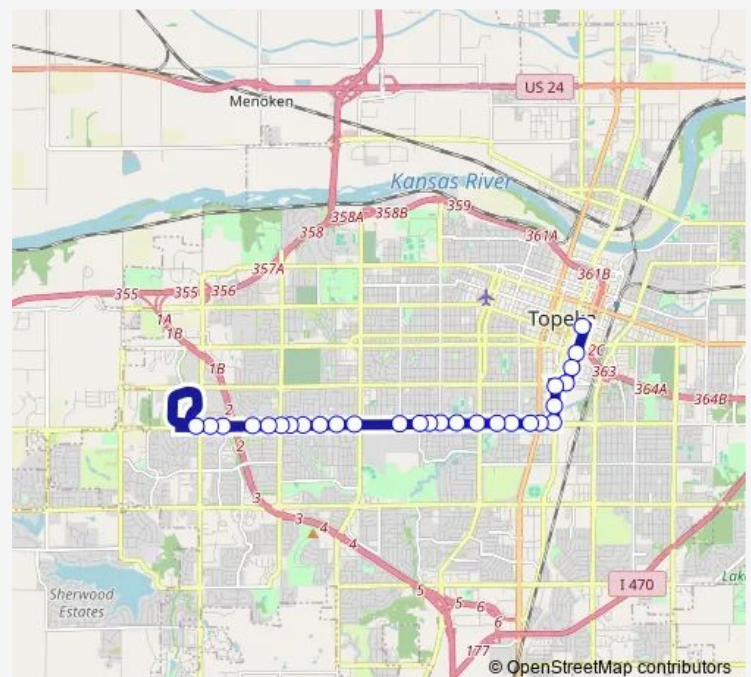 US 24
Menoken
Kansas River
359
358A
358B
358
361A
357A
361B
355
355
356
1A
Tope
1B
2C
363
1B
364A
364B
2
2
3
3
4
4
Sherwood
Estates
5
5
6
6
I 470
Lak
177
© OpenStreetMap contributors